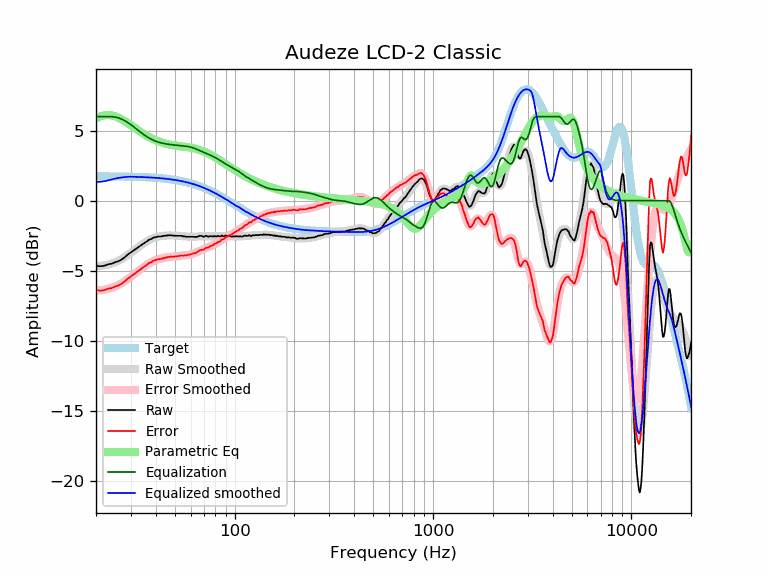 Audeze LCD-2 Classic
Amplitude (dBr)
5
0
−5
−10
−15
−20
Target
Raw Smoothed
Error Smoothed
Raw
Error
Parametric Eq
Equalization
Equalized smoothed
100 1000 10000
Frequency (Hz)